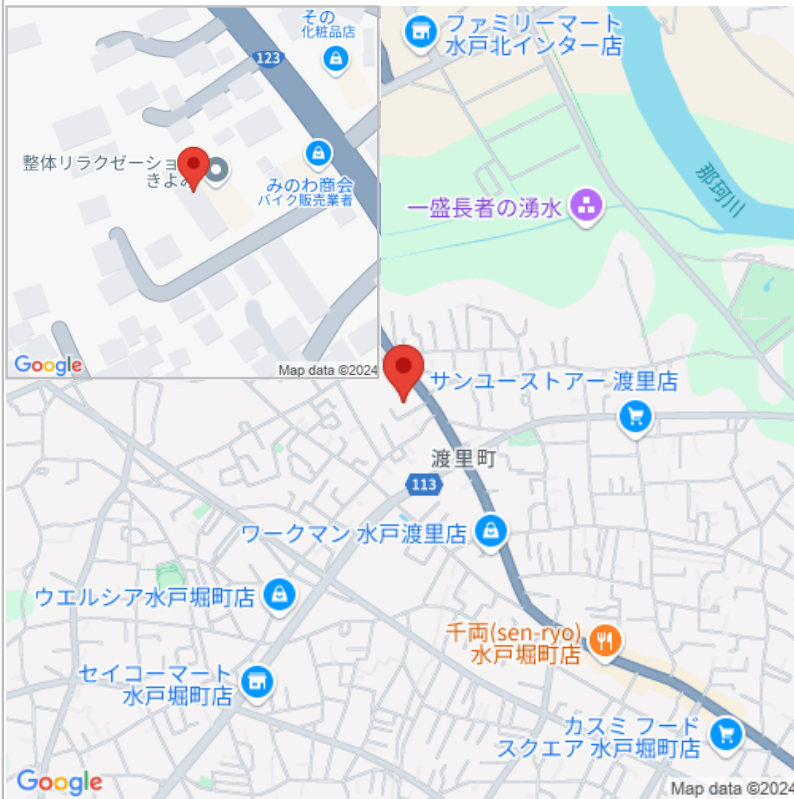 その
化粧品店
123
整体リラクゼーショ
きよみ
みのわ商会
バイク販売業者
Google
Map data ©2024
ファミリーマート
水戸北インター店
那珂川
一盛長者の湧水
サンユーストアー 渡里店
渡里町
113
ワークマン 水戸渡里店
ウエルシア水戸堀町店
千両(sen-ryo)
水戸堀町店
セイコーマート
水戸堀町店
カスミ フード
スクエア 水戸堀町店
Google
Map data ©2024